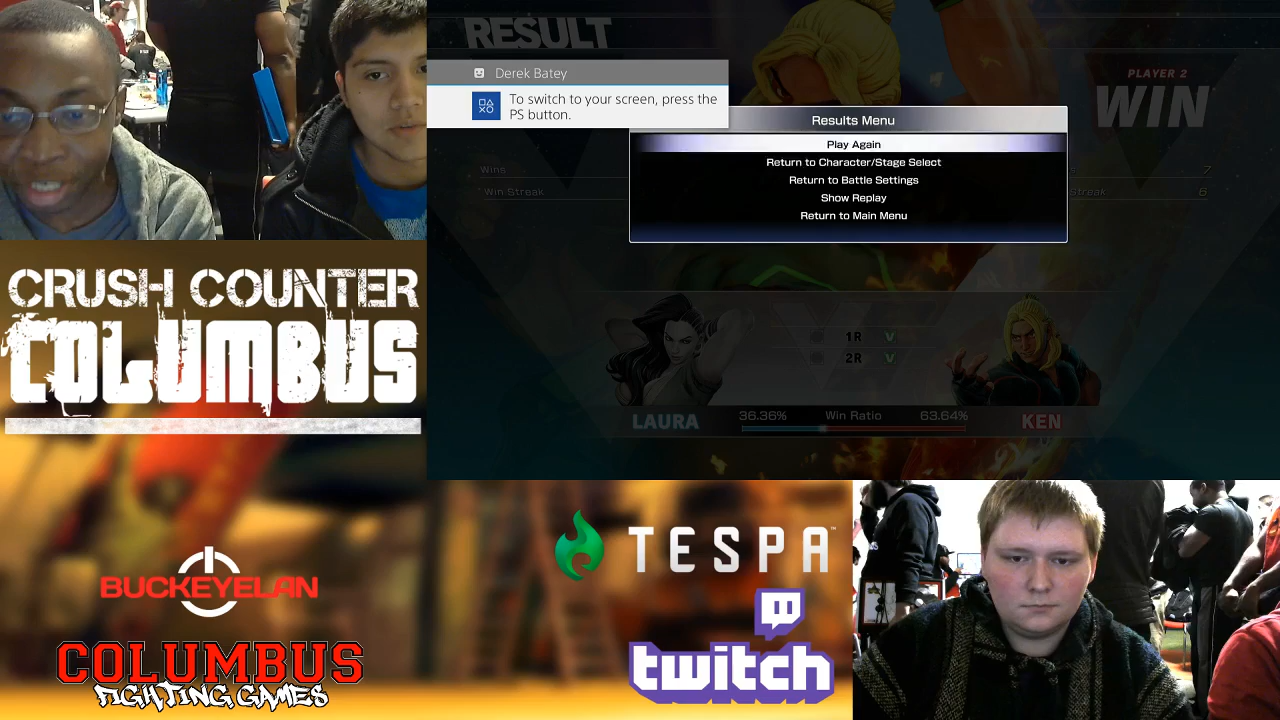 RESULT
Derek Batey
To switch to your screen, press the
PS button.
PLAYER 2
WIN
Results Menu
Play Again
Return to Character/Stage Select
Return to Battle Settings
Show Replay
Return to Main Menu
Wins
7
Win Streak
Streak
6
1R V
2R V
36.36% Win Ratio 63.64%
LAURA
KEN
CRUSH COUNTER
COLUMBUS
BUCKEYELAN
COLUMBUS
FIGHTING GAMES
TESPA™
twitch